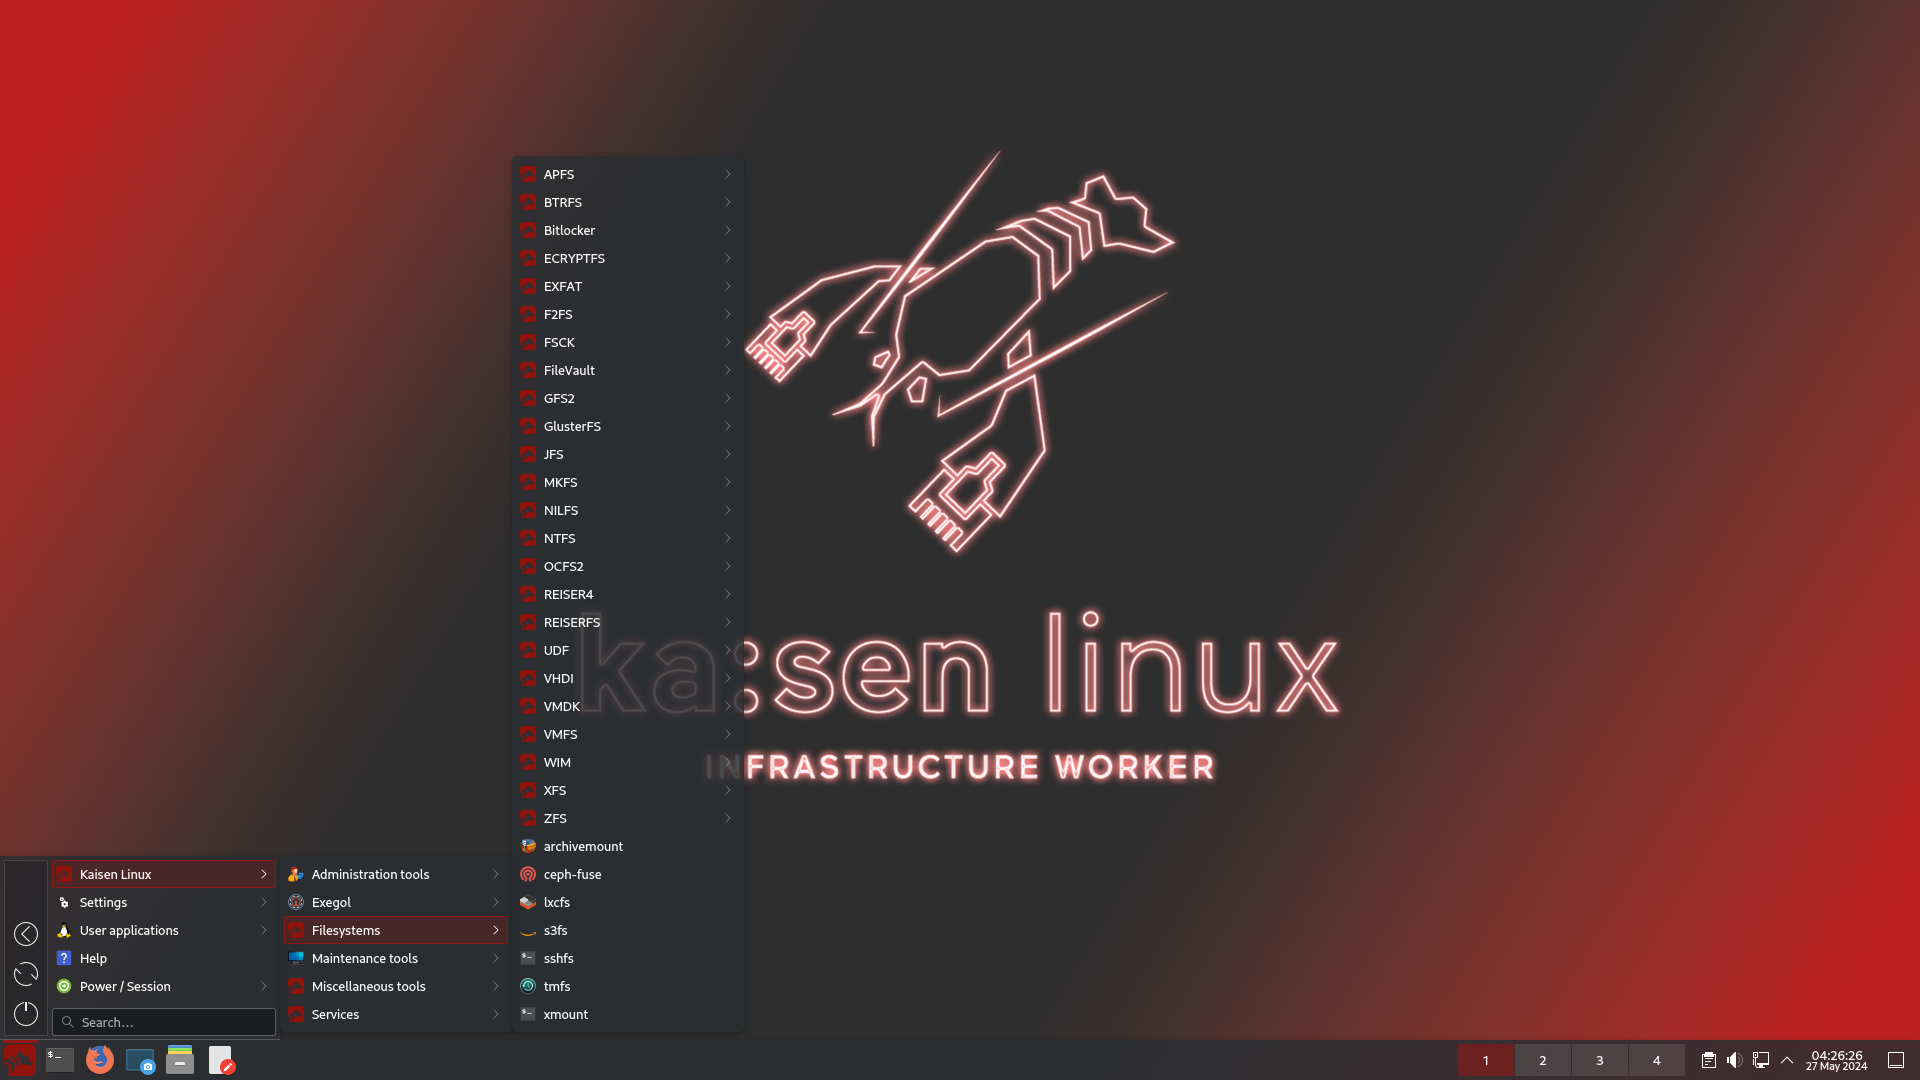 APFS
BTRFS
Bitlocker
ECRYPTFS
EXFAT
F2FS
FSCK
FileVault
GFS2
GlusterFS
JFS
MKFS
NILFS
NTFS
OCFS2
REISER4
REISERFS
UDF
VHDI
VMDK
VMFS
WIM
XFS
ZFS
archivemount
ceph-fuse
lxcfs
s3fs
sshfs
tmfs
xmount
ka:sen linux
INFRASTRUCTURE WORKER
Kaisen Linux
Settings
User applications
Help
Power / Session
Search...
Administration tools
Exegol
Filesystems
Maintenance tools
Miscellaneous tools
Services
1 2 3 4
04:26:26
27 May 2024